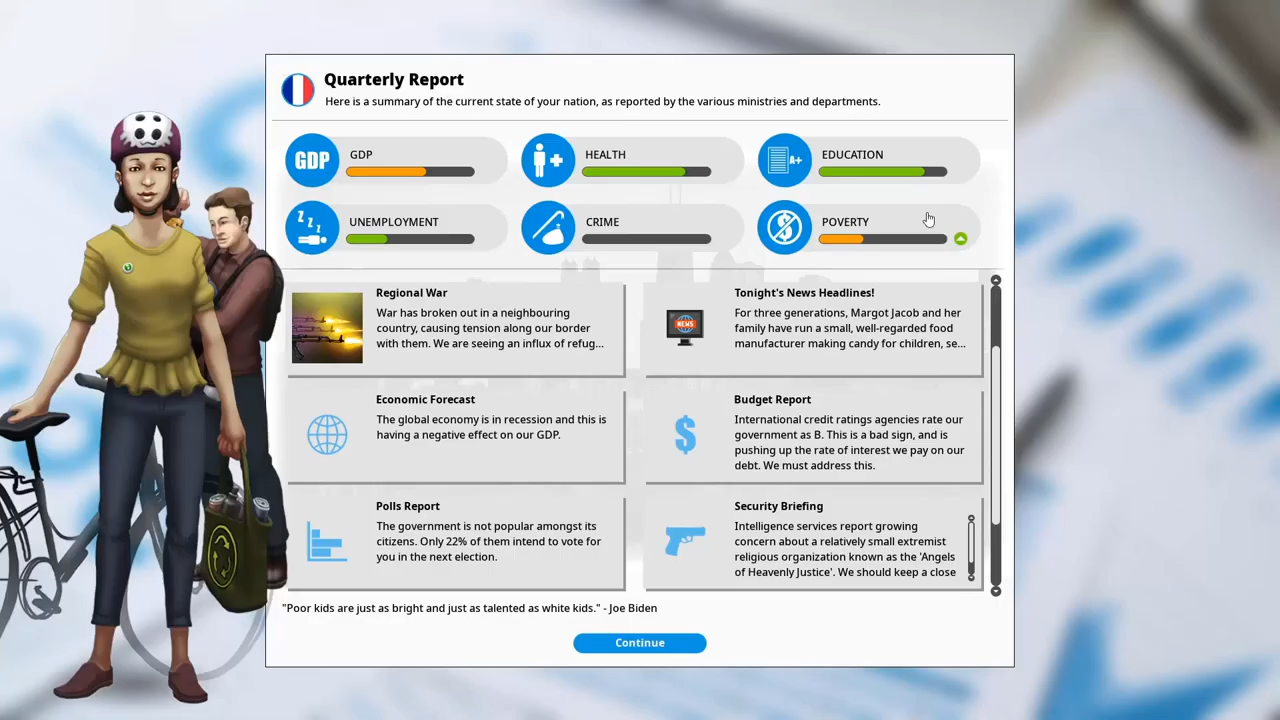 Quarterly Report
Here is a summary of the current state of your nation, as reported by the various ministries and departments.
GDP
GDP
HEALTH
A+
EDUCATION
Z Z Z
UNEMPLOYMENT
CRIME
$
POVERTY
Regional War
War has broken out in a neighbouring
country, causing tension along our border
with them. We are seeing an influx of refug...
NEWS
Tonight's News Headlines!
For three generations, Margot Jacob and her
family have run a small, well-regarded food
manufacturer making candy for children, se...
Economic Forecast
The global economy is in recession and this is
having a negative effect on our GDP.
$
Budget Report
International credit ratings agencies rate our
government as B. This is a bad sign, and is
pushing up the rate of interest we pay on our
debt. We must address this.
Polls Report
The government is not popular amongst its
citizens. Only 22% of them intend to vote for
you in the next election.
Security Briefing
Intelligence services report growing
concern about a relatively small extremist
religious organization known as the 'Angels
of Heavenly Justice'. We should keep a close
"Poor kids are just as bright and just as talented as white kids." - Joe Biden
Continue